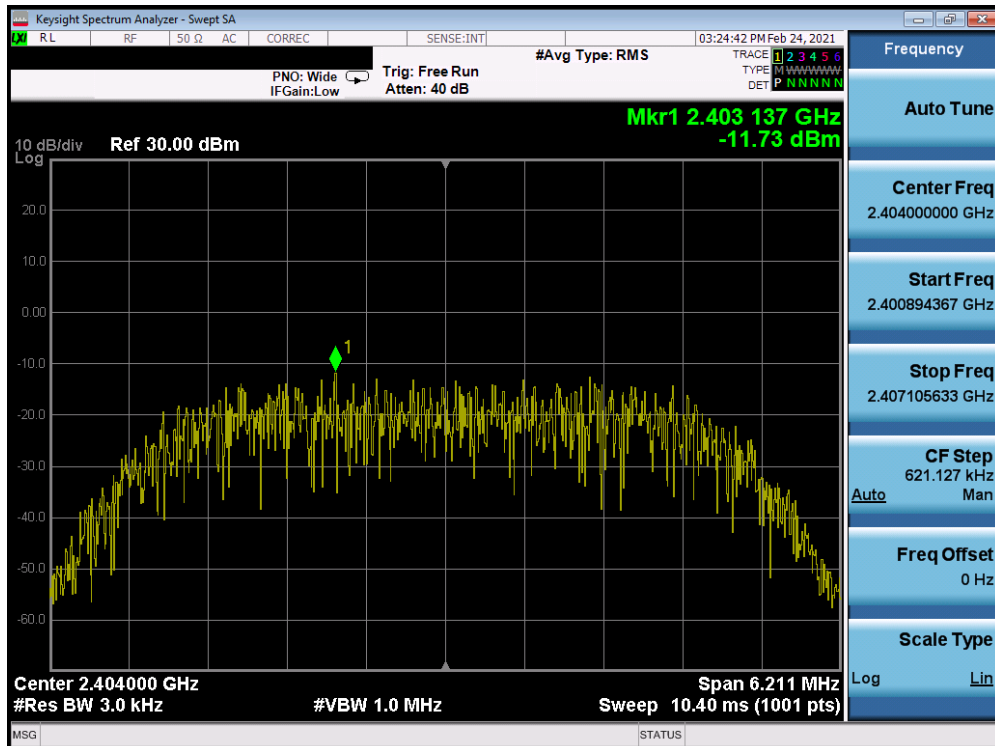 Keysight Spectrum Analyzer - Swept SA
LXI RL RF 50 Ω AC CORREC SENSE:INT 03:24:42 PM Feb 24, 2021
#Avg Type: RMS
TRACE 1 2 3 4 5 6
TYPE M W W W W W
DET P N N N N N
PNO: Wide
IFGain:Low
Trig: Free Run
Atten: 40 dB
Mkr1 2.403 137 GHz
-11.73 dBm
10 dB/div Ref 30.00 dBm
Log
20.0
10.0
0.00
-10.0
-20.0
-30.0
-40.0
-50.0
-60.0
1
Center 2.404000 GHz
Span 6.211 MHz
#Res BW 3.0 kHz
#VBW 1.0 MHz
Sweep 10.40 ms (1001 pts)
MSG
STATUS
Frequency
Auto Tune
Center Freq
2.404000000 GHz
Start Freq
2.400894367 GHz
Stop Freq
2.407105633 GHz
CF Step
621.127 kHz
Auto Man
Freq Offset
0 Hz
Scale Type
Log Lin